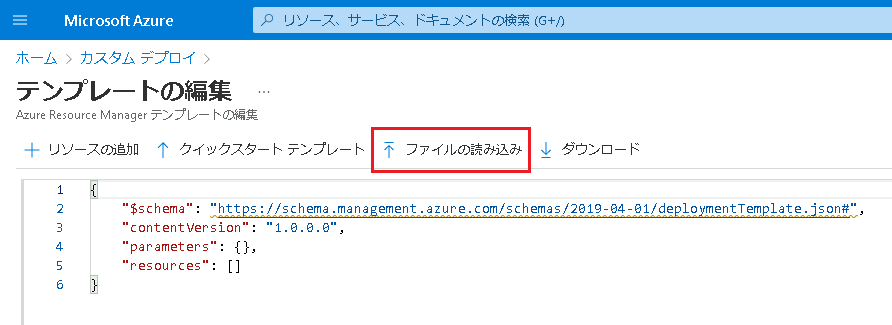 Microsoft Azure
リソース、サービス、ドキュメントの検索 (G+/)
ホーム > カスタム デプロイ >
テンプレートの編集 ...
Azure Resource Manager テンプレートの編集
リソースの追加 クイックスタート テンプレート ファイルの読み込み ダウンロード
1 {
2 "$schema": "https://schema.management.azure.com/schemas/2019-04-01/deploymentTemplate.json#",
3 "contentVersion": "1.0.0.0",
4 "parameters": {},
5 "resources": []
6 }